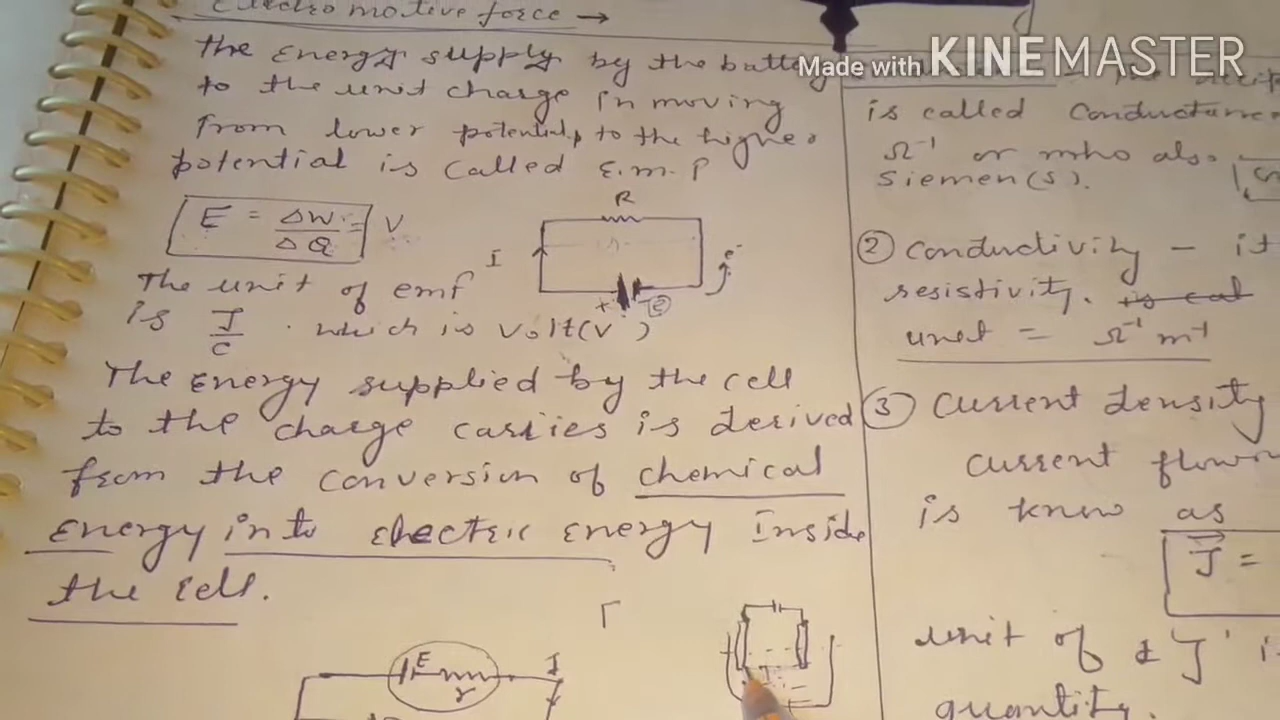 Electromotive force →
the Energy supply by the battery
to the unit charge in moving
from lower potential, to the higher
potential is called E.m.f
E = ΔW/ΔQ = V
R
I
e⁻
+
The unit of emf
is J/C . which is volt(V)
The Energy supplied by the cell
to the charge carries is derived
from the conversion of chemical
Energy into electric energy Inside
the cell.
E
r
I
Made with KINEMASTER
is called Conductance
Ω⁻¹ or mho also
Siemen(s).
② Conductivity - it
resistivity.
unit = Ω⁻¹ m⁻¹
③ Current density
current flow
is know as
J =
unit of J i
quantity.